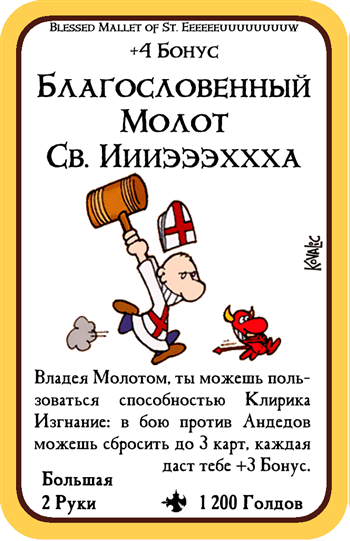 Blessed Mallet of St. Eeeeeeuuuuuuuuuw
+4 Бонус
Благословенный
Молот
Св. Иииэээххха
Kovalic
Владея Молотом, ты можешь поль-
зоваться способностью Клирика
Изгнание: в бою против Андедов
можешь сбросить до 3 карт, каждая
даст тебе +3 Бонус.
Большая
2 Руки 1 200 Голдов